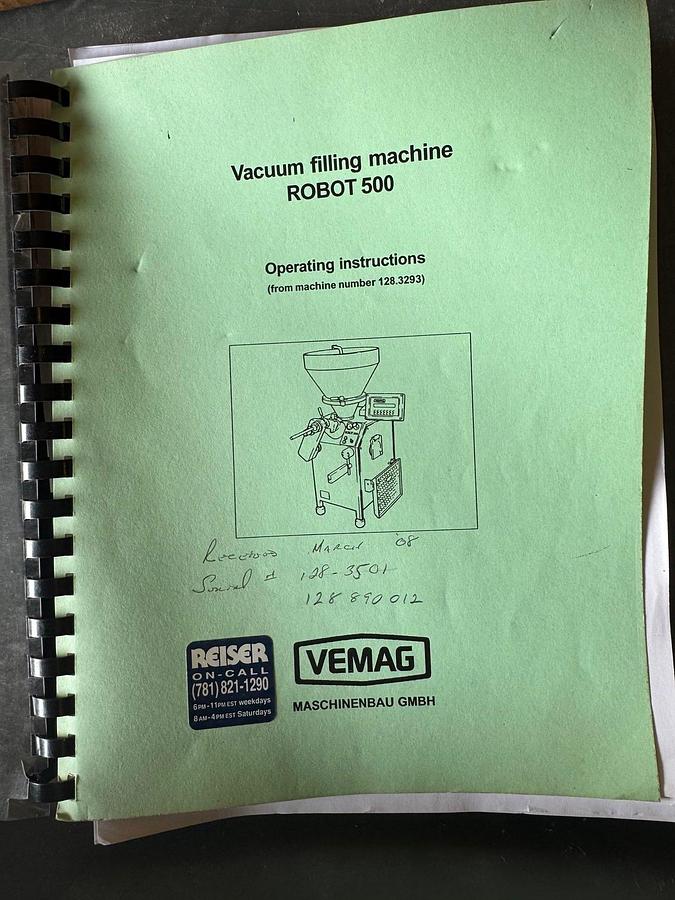 Vacuum filling machine
ROBOT 500
Operating instructions
(from machine number 128.3293)
VEMAG
Received March '08
Serial # 128-3501
128 890 012
REISER
ON-CALL
(781) 821-1290
6PM-11PM EST weekdays
8AM-4PM EST Saturdays
VEMAG
MASCHINENBAU GMBH